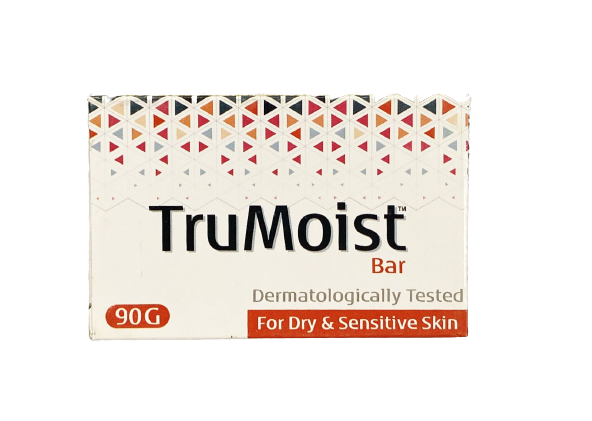 TruMoist™
Bar
Dermatologically Tested
90G
For Dry & Sensitive Skin